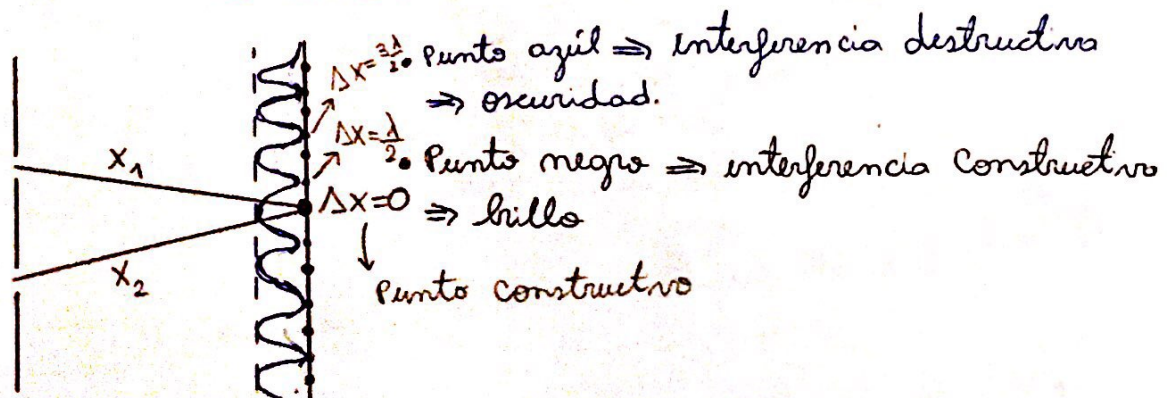 Δx=3λ/2 • Punto azúl ⇒ interferencia destructiva
⇒ oscuridad.
Δx=λ/2 • Punto negro ⇒ interferencia constructiva
x₁
Δx=0 ⇒ brillo
x₂
Punto constructivo